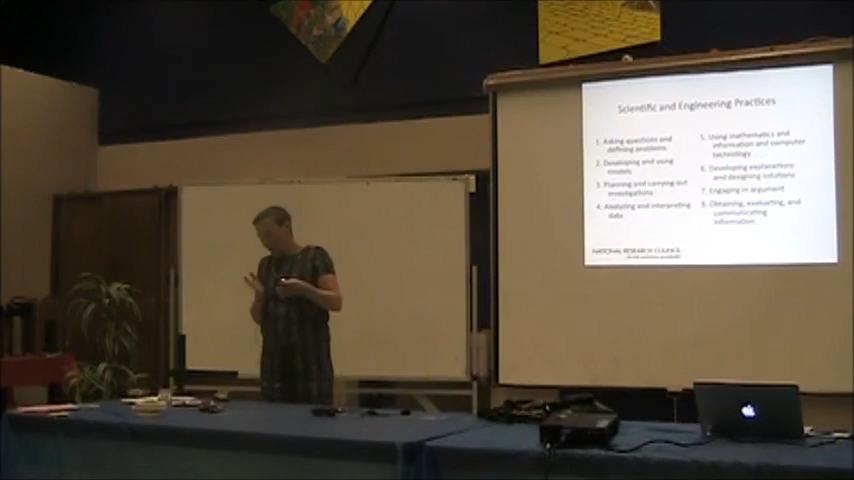 Scientific and Engineering Practices
1. Asking questions and
defining problems
2. Developing and using
models
3. Planning and carrying out
investigations
4. Analyzing and interpreting
data
5. Using mathematics and
information and computer
technology
6. Developing explanations
and designing solutions
7. Engaging in argument
8. Obtaining, evaluating, and
communicating
information
NATIONAL RESEARCH COUNCIL